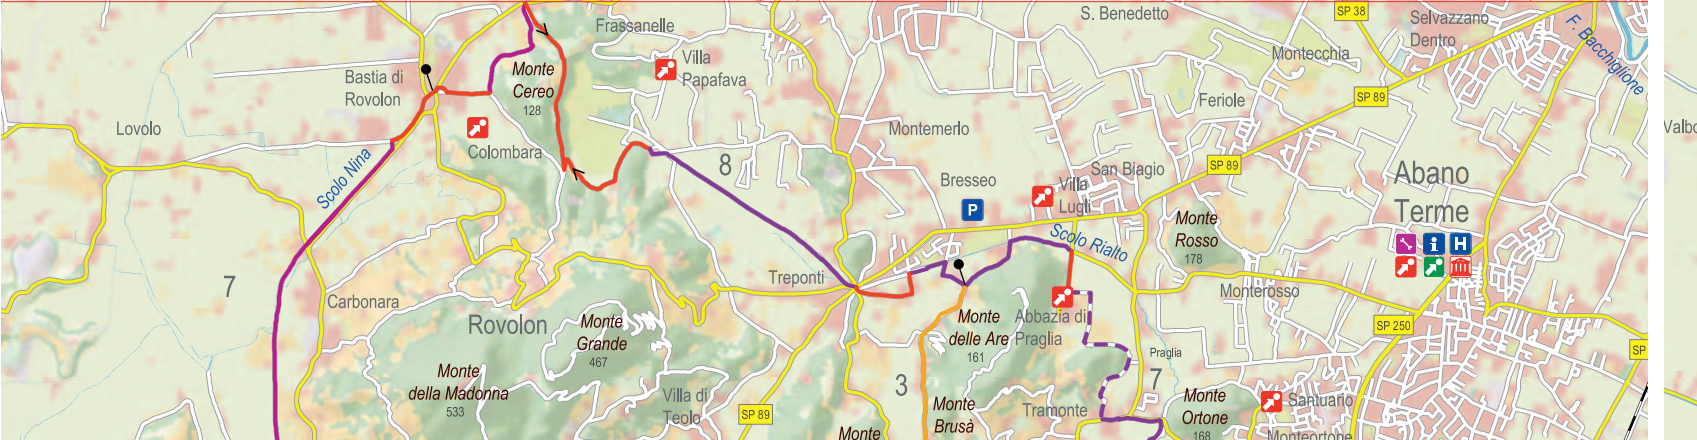 Frassanelle
S. Benedetto
SP 38
Selvazzano
Dentro
F. Bacchiglione
Bastia di
Rovolon
Monte
Cereo
128
Villa
Papafava
Montecchia
SP 89
Feriole
Lovolo
Colombara
Montemerlo
Valbo
Scolo Nina
8
San Biagio
SP 89
Bresseo
P
Villa
Lugli
Abano
Terme
Scolo Rialto
Monte
Rosso
178
i
H
7
Carbonara
Treponti
Monterosso
Rovolon
Monte
Grande
467
Monte
delle Are
161
Abbazia di
Praglia
SP 250
Praglia
SP
Monte
della Madonna
533
Villa di
Teolo
SP 89
3
Monte
Brusà
Tramonte
7
Monte
Ortone
168
Santuario
Monteortone
Monte